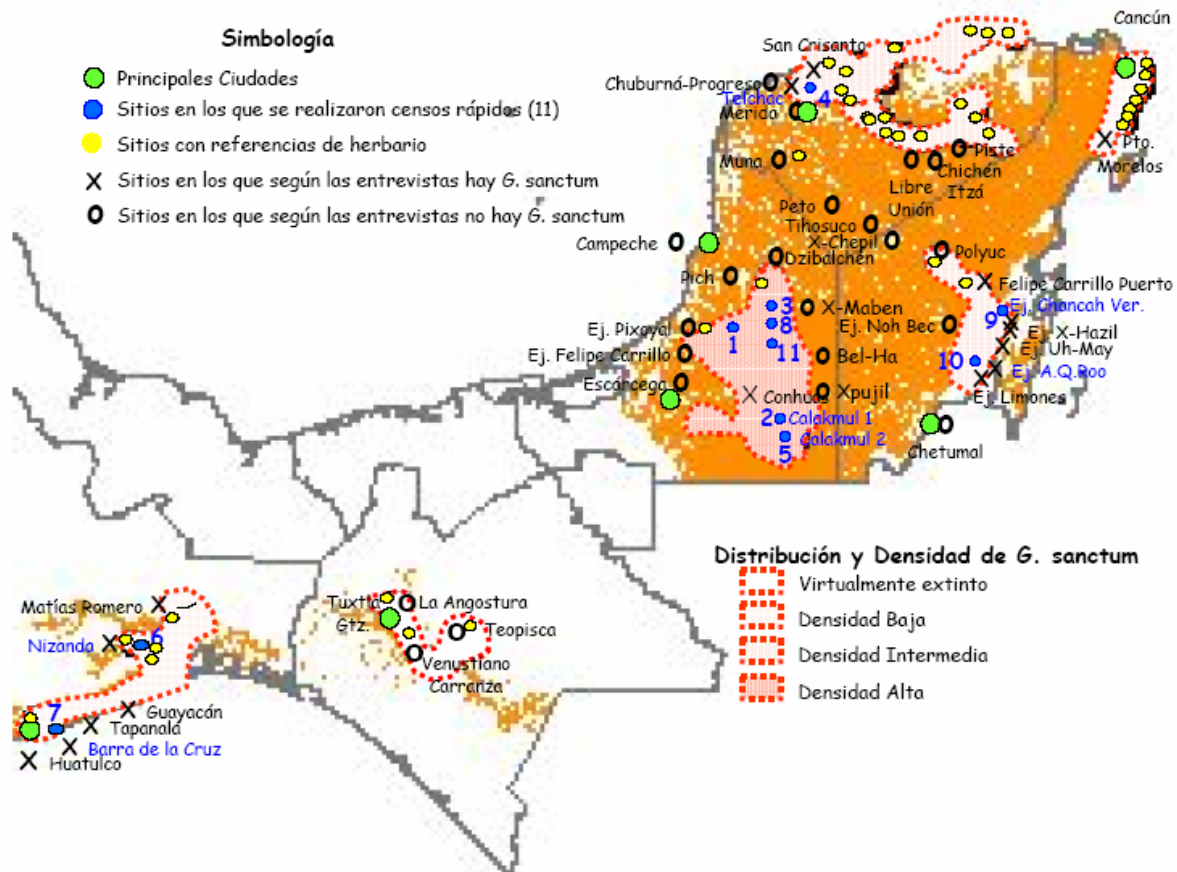 Simbología
Principales Ciudades
Sitios en los que se realizaron censos rápidos (11)
Sitios con referencias de herbario
X Sitios en los que según las entrevistas hay G. sanctum
O Sitios en los que según las entrevistas no hay G. sanctum
Cancún
San Crisanto
Chuburná-Progreso
Telchac
4
Mérida
Pto.
Morelos
Muna
Piste
Chichén
Itzá
Libre
Unión
Peto
Tihosuco
X-Chepil
Campeche
Dzibalchén
Polyuc
Pich
Felipe Carrillo Puerto
3
X-Maben
Ej. Chancah Ver.
9
Ej. Pixoyal
8
Ej. Noh Bec
Ej. X-Hazil
1
11
Ej. Uh-May
Ej. Felipe Carrillo
Bel-Ha
10
Ej. A.Q.Roo
Escárcega
Conhuas
Xpujil
Ej. Limones
2
Calakmul 1
5
Calakmul 2
Chetumal
Distribución y Densidad de G. sanctum
Virtualmente extinto
Densidad Baja
Densidad Intermedia
Densidad Alta
Matías Romero
Tuxtla
Gtz.
La Angostura
Teopisca
Nizanda
6
Venustiano
Carranza
7
Guayacán
Tapanalá
Barra de la Cruz
Huatulco